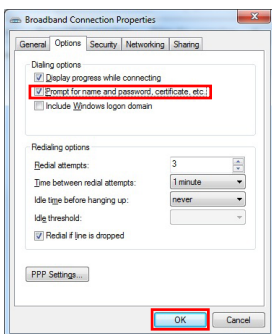 Broadband Connection Properties
General Options Security Networking Sharing
Dialing options
Display progress while connecting
Prompt for name and password, certificate, etc.
Include Windows logon domain
Redialing options
Redial attempts: 3
Time between redial attempts: 1 minute
Idle time before hanging up: never
Idle threshold:
Redial if line is dropped
PPP Settings...
OK Cancel